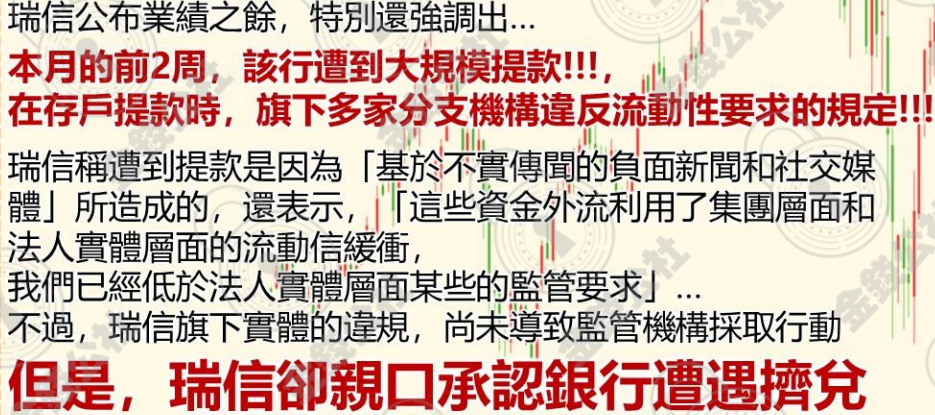 瑞信公布業績之餘，特別還強調出...
本月的前2周，該行遭到大規模提款!!!，
在存戶提款時，旗下多家分支機構違反流動性要求的規定!!!
瑞信稱遭到提款是因為「基於不實傳聞的負面新聞和社交媒
體」所造成的，還表示，「這些資金外流利用了集團層面和
法人實體層面的流動信緩衝，
我們已經低於法人實體層面某些的監管要求」...
不過，瑞信旗下實體的違規，尚未導致監管機構採取行動
但是，瑞信卻親口承認銀行遭遇擠兌